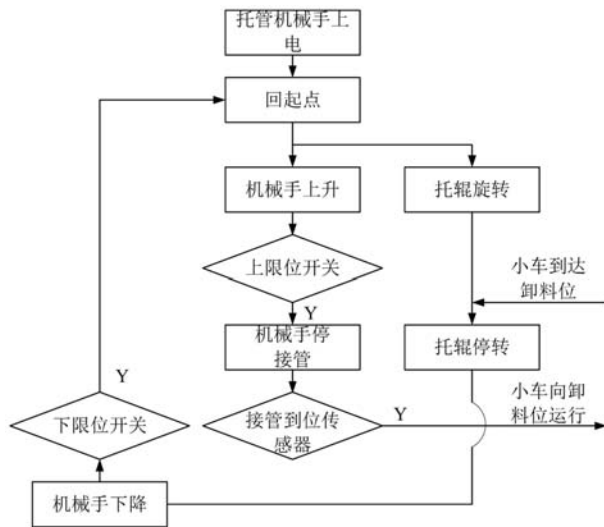 托管机械手上
电
回起点
机械手上升
托辊旋转
上限位开关
小车到达
卸料位
Y
机械手停
接管
托辊停转
Y
小车向卸
料位运行
下限位开关
接管到位传
感器
Y
机械手下降